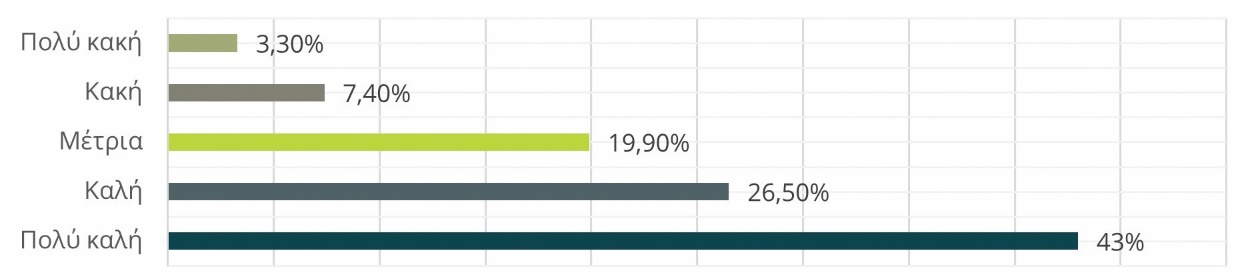 Πολύ κακή 3,30%
Κακή 7,40%
Μέτρια 19,90%
Καλή 26,50%
Πολύ καλή 43%